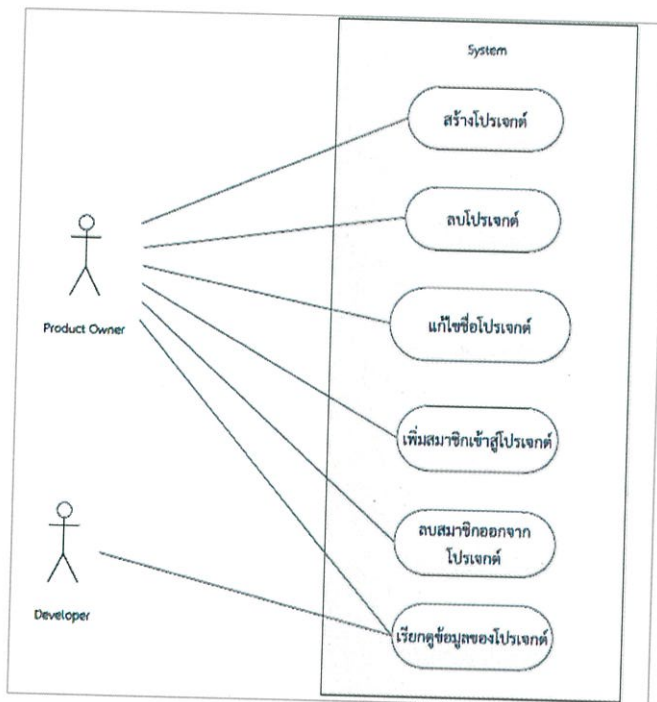 System
สร้างโปรเจกต์
ลบโปรเจกต์
Product Owner
แก้ไขชื่อโปรเจกต์
เพิ่มสมาชิกเข้าสู่โปรเจกต์
ลบสมาชิกออกจาก
โปรเจกต์
Developer
เรียกดูข้อมูลของโปรเจกต์